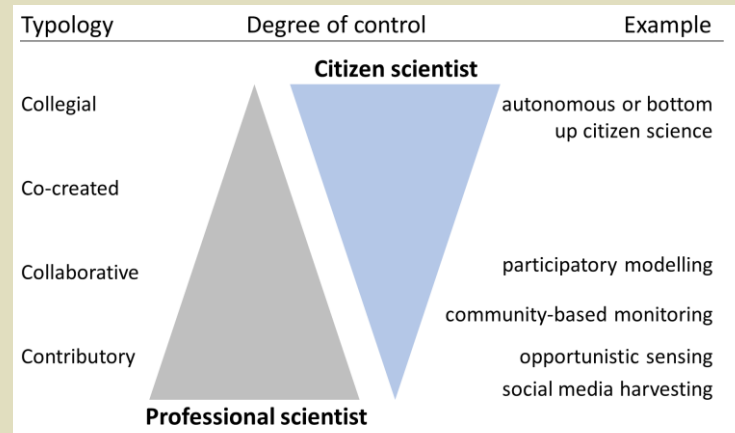 Typology Degree of control Example
Citizen scientist
Collegial autonomous or bottom
up citizen science
Co-created
Collaborative participatory modelling
community-based monitoring
Contributory opportunistic sensing
social media harvesting
Professional scientist